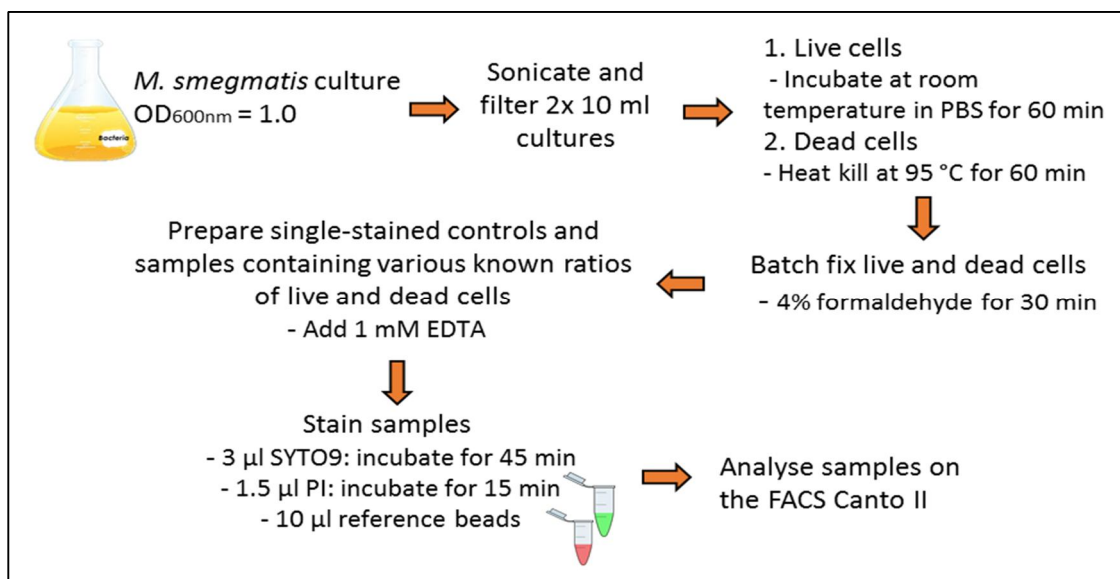 M. smegmatis culture
OD600nm = 1.0
Bacteria
Sonicate and
filter 2x 10 ml
cultures
1. Live cells
- Incubate at room
temperature in PBS for 60 min
2. Dead cells
- Heat kill at 95 °C for 60 min
Batch fix live and dead cells
- 4% formaldehyde for 30 min
Prepare single-stained controls and
samples containing various known ratios
of live and dead cells
- Add 1 mM EDTA
Stain samples
- 3 µl SYTO9: incubate for 45 min
- 1.5 µl PI: incubate for 15 min
- 10 µl reference beads
Analyse samples on
the FACS Canto II